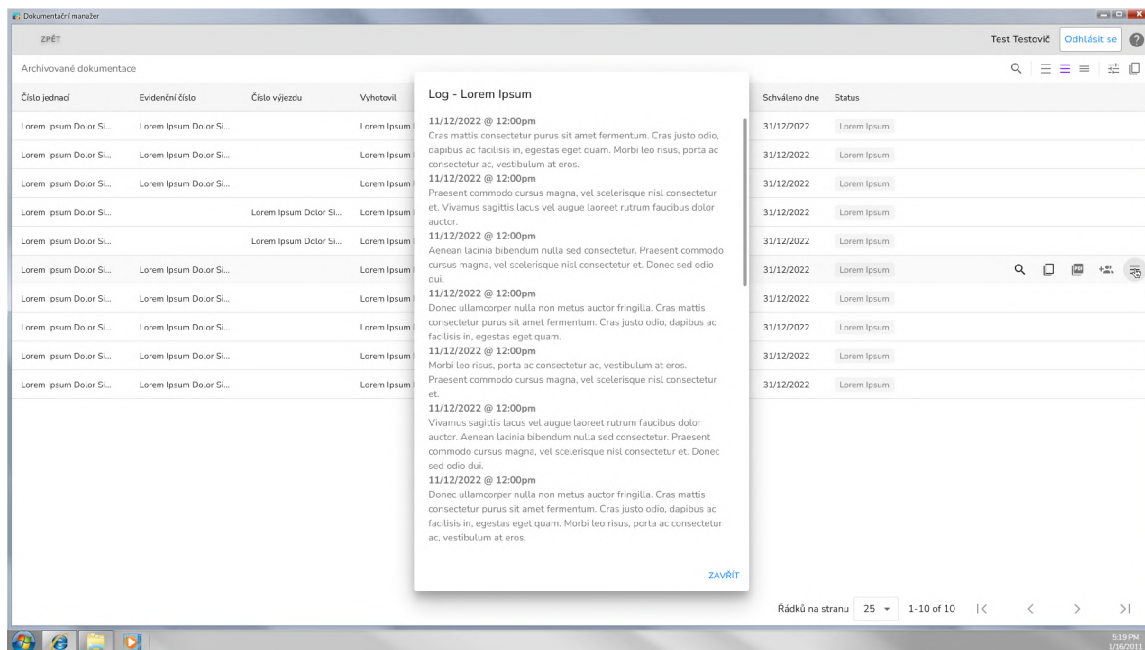 Dokumentační manažer
ZPĚT
Test Testovič
Odhlásit se
Archivované dokumentace
Číslo jednací Evidenční číslo Číslo výjezdu Vyhotovil Schváleno dne Status
Lorem Ipsum Dolor Si... Lorem Ipsum Dolor Si... Lorem Ipsum 31/12/2022 Lorem Ipsum
Lorem Ipsum Dolor Si... Lorem Ipsum Dolor Si... Lorem Ipsum 31/12/2022 Lorem Ipsum
Lorem Ipsum Dolor Si... Lorem Ipsum Dolor Si... Lorem Ipsum 31/12/2022 Lorem Ipsum
Lorem Ipsum Dolor Si... Lorem Ipsum Dolor Si... Lorem Ipsum 31/12/2022 Lorem Ipsum
Lorem Ipsum Dolor Si... Lorem Ipsum Dolor Si... Lorem Ipsum 31/12/2022 Lorem Ipsum
Lorem Ipsum Dolor Si... Lorem Ipsum Dolor Si... Lorem Ipsum 31/12/2022 Lorem Ipsum
Lorem Ipsum Dolor Si... Lorem Ipsum Dolor Si... Lorem Ipsum 31/12/2022 Lorem Ipsum
Lorem Ipsum Dolor Si... Lorem Ipsum Dolor Si... Lorem Ipsum 31/12/2022 Lorem Ipsum
Lorem Ipsum Dolor Si... Lorem Ipsum Dolor Si... Lorem Ipsum 31/12/2022 Lorem Ipsum
Lorem Ipsum Dolor Si... Lorem Ipsum Dolor Si... Lorem Ipsum 31/12/2022 Lorem Ipsum
Log - Lorem Ipsum
11/12/2022 @ 12:00pm
Cras mattis consectetur purus sit amet fermentum. Cras justo odio,
dapibus ac facilisis in, egestas eget quam. Morbi leo risus, porta ac
consectetur ac, vestibulum at eros.
11/12/2022 @ 12:00pm
Praesent commodo cursus magna, vel scelerisque nisl consectetur
et. Vivamus sagittis lacus vel augue laoreet rutrum faucibus dolor
auctor.
11/12/2022 @ 12:00pm
Aenean lacinia bibendum nulla sed consectetur. Praesent commodo
cursus magna, vel scelerisque nisl consectetur et. Donec sed odio
dui.
11/12/2022 @ 12:00pm
Donec ullamcorper nulla non metus auctor fringilla. Cras mattis
consectetur purus sit amet fermentum. Cras justo odio, dapibus ac
facilisis in, egestas eget quam.
11/12/2022 @ 12:00pm
Morbi leo risus, porta ac consectetur ac, vestibulum at eros.
Praesent commodo cursus magna, vel scelerisque nisl consectetur
et.
11/12/2022 @ 12:00pm
Vivamus sagittis lacus vel augue laoreet rutrum faucibus dolor
auctor. Aenean lacinia bibendum nulla sed consectetur. Praesent
commodo cursus magna, vel scelerisque nisl consectetur et. Donec
sed odio dui.
11/12/2022 @ 12:00pm
Donec ullamcorper nulla non metus auctor fringilla. Cras mattis
consectetur purus sit amet fermentum. Cras justo odio, dapibus ac
facilisis in, egestas eget quam. Morbi leo risus, porta ac consectetur
ac, vestibulum at eros.
ZAVŘÍT
Řádků na stranu 25 1-10 of 10
5:19 PM
1/16/2011